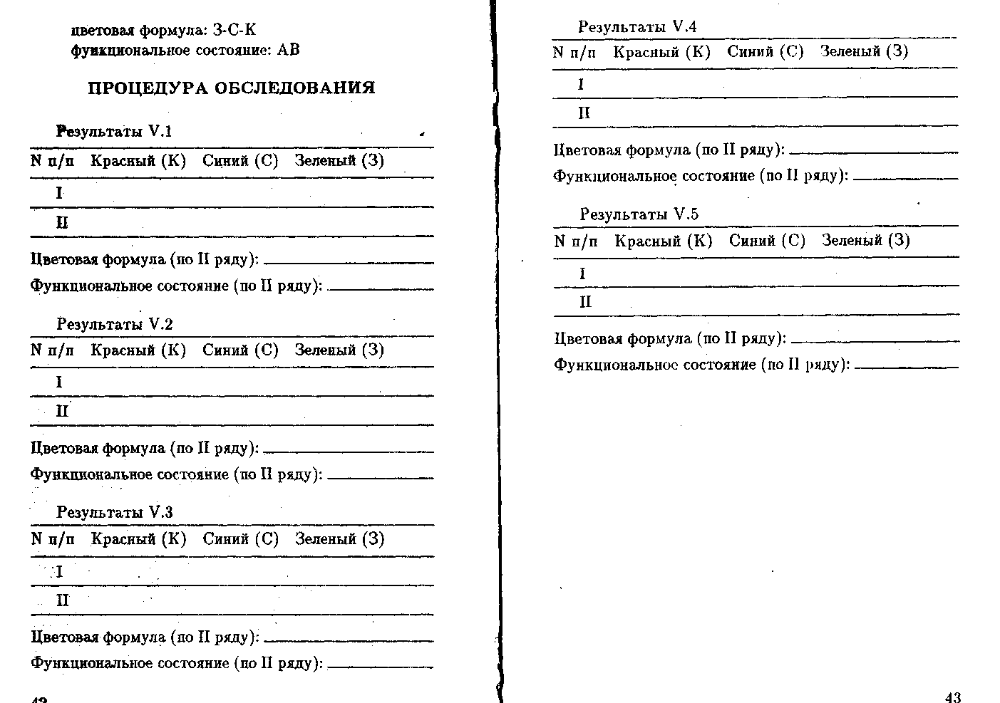 цветовая формула: З-С-К
функциональное состояние: АВ
ПРОЦЕДУРА ОБСЛЕДОВАНИЯ
Результаты V.1
N п/п Красный (К) Синий (С) Зеленый (З)
I
II
Цветовая формула (по II ряду):
Функциональное состояние (по II ряду):
Результаты V.2
N п/п Красный (К) Синий (С) Зеленый (З)
I
II
Цветовая формула (по II ряду):
Функциональное состояние (по II ряду):
Результаты V.3
N п/п Красный (К) Синий (С) Зеленый (З)
I
II
Цветовая формула (по II ряду):
Функциональное состояние (по II ряду):
Результаты V.4
N п/п Красный (К) Синий (С) Зеленый (З)
I
II
Цветовая формула (по II ряду):
Функциональное состояние (по II ряду):
Результаты V.5
N п/п Красный (К) Синий (С) Зеленый (З)
I
II
Цветовая формула (по II ряду):
Функциональное состояние (по II ряду):
43